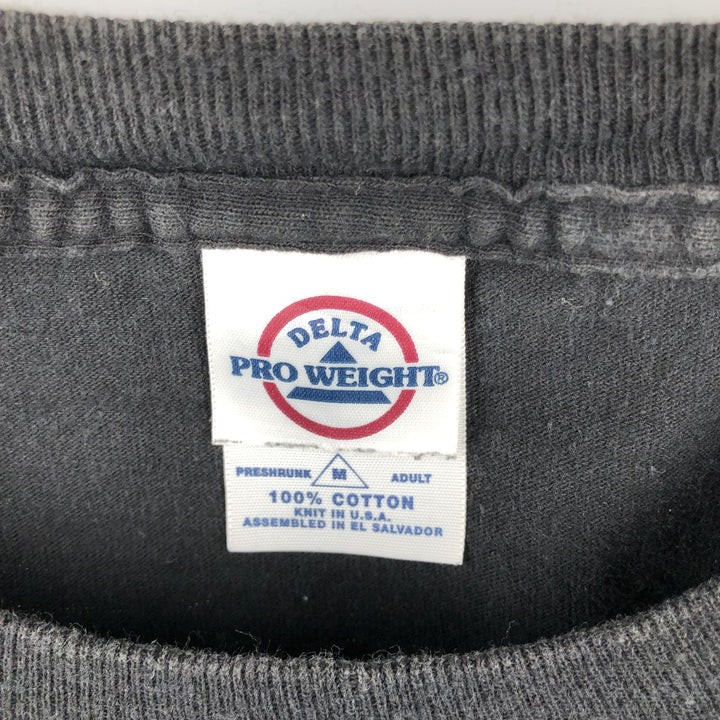 DELTA
PRO WEIGHT®
PRESHRUNK M ADULT
100% COTTON
KNIT IN U.S.A.
ASSEMBLED IN EL SALVADOR